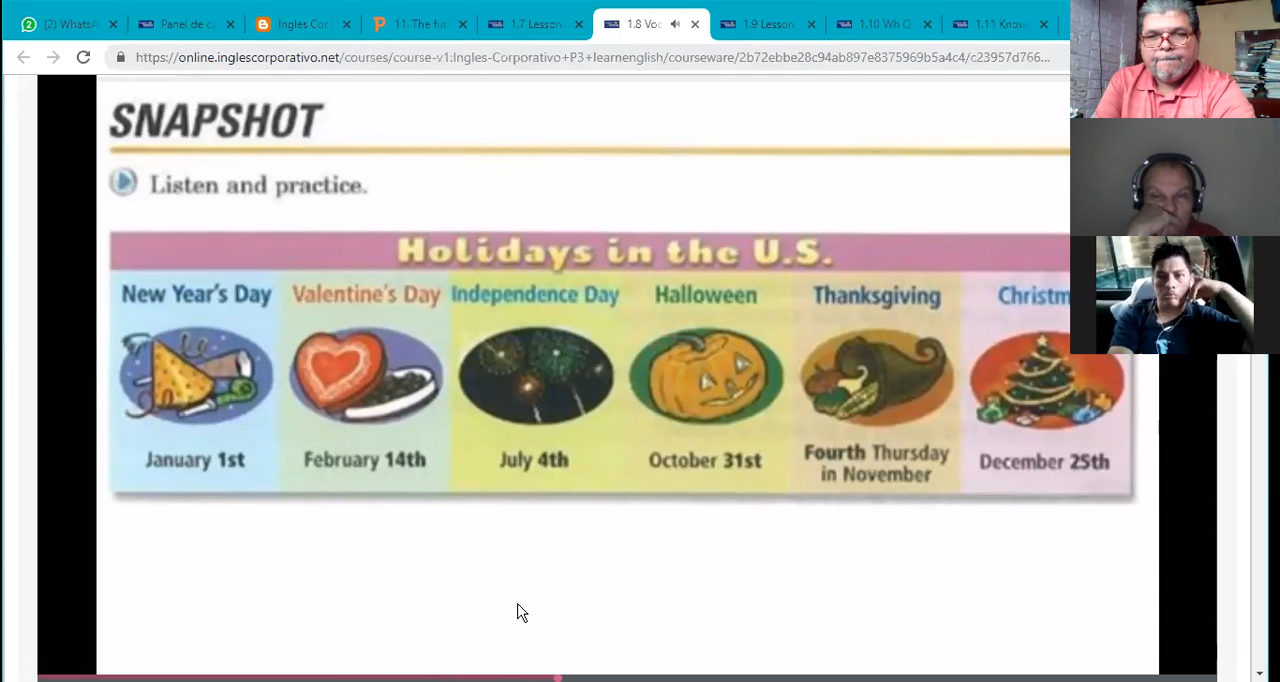 (2) WhatsA
Panel de c
Ingles Cor
11. The fu
1.7 Lesson
1.8 Voc
1.9 Lesson
1.10 Wh Q
1.11 Know
https://online.inglescorporativo.net/courses/course-v1:Ingles-Corporativo+P3+learnenglish/courseware/2b72ebbe28c94ab897e8375969b5a4c4/c23957d766...
SNAPSHOT
Listen and practice.
Holidays in the U.S.
New Year's Day
Valentine's Day
Independence Day
Halloween
Thanksgiving
Christm
January 1st
February 14th
July 4th
October 31st
Fourth Thursday
in November
December 25th